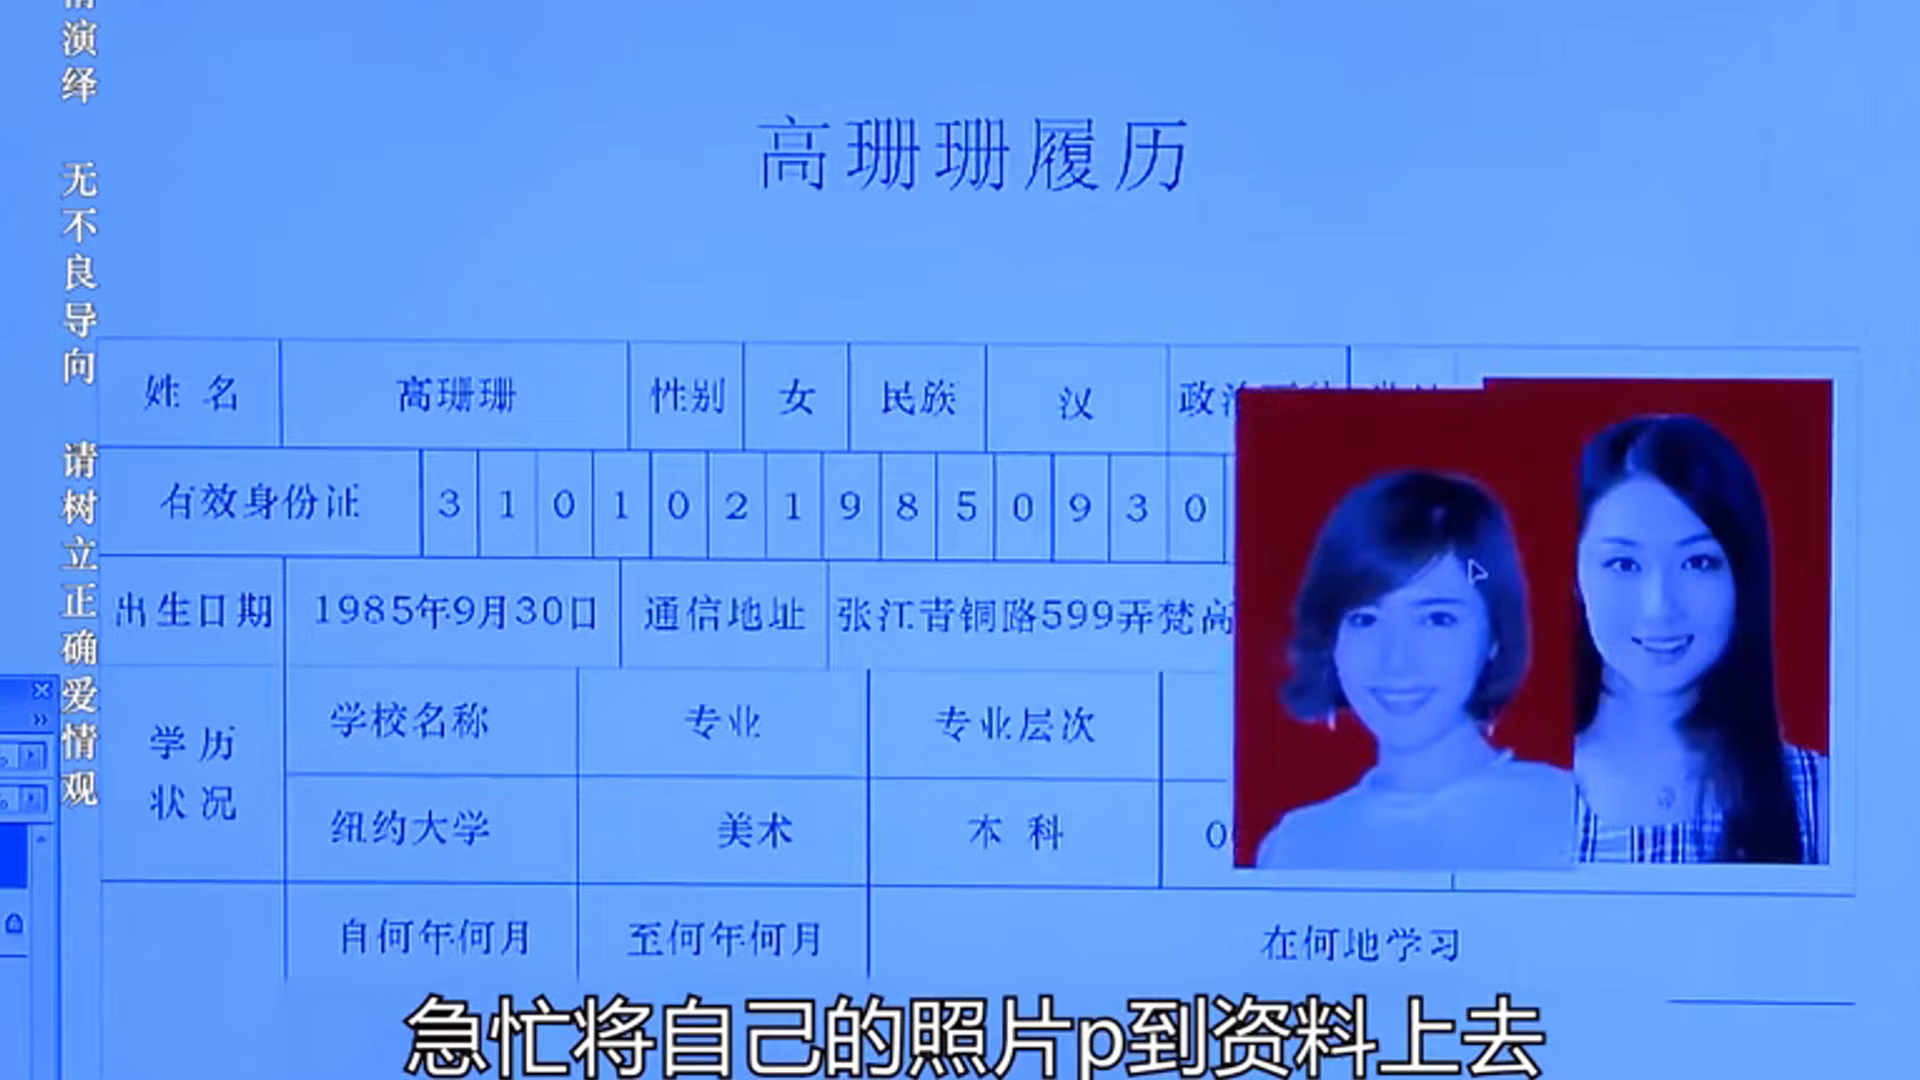 演绎 无不良导向 请树立正确爱情观
高珊珊履历
姓名 高珊珊 性别 女 民族 汉 政治
有效身份证 3 1 0 1 0 2 1 9 8 5 0 9 3 0
出生日期 1985年9月30日 通信地址 张江青铜路599弄梵高
学历状况 学校名称 专业 专业层次
纽约大学 美术 本科 0
自何年何月 至何年何月 在何地学习
急忙将自己的照片p到资料上去